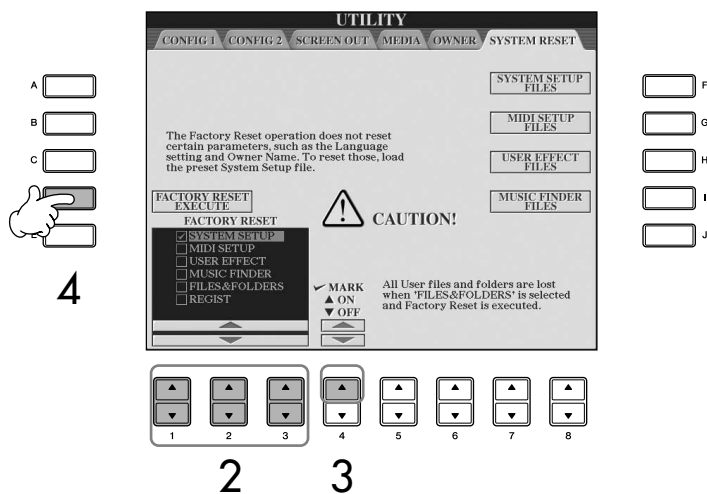 UTILITY
CONFIG 1 CONFIG 2 SCREEN OUT MEDIA OWNER SYSTEM RESET
SYSTEM SETUP
FILES
MIDI SETUP
FILES
The Factory Reset operation does not reset
certain parameters, such as the Language
setting and Owner Name. To reset those, load
the preset System Setup file.
USER EFFECT
FILES
MUSIC FINDER
FILES
FACTORY RESET
EXECUTE
CAUTION!
FACTORY RESET
SYSTEM SETUP
MIDI SETUP
USER EFFECT
MUSIC FINDER
FILES&FOLDERS
REGIST
MARK
▲ ON
▼ OFF
All User files and folders are lost
when 'FILES&FOLDERS' is selected
and Factory Reset is executed.
A
B
C
E
F
G
H
I
J
4
1 2 3 4 5 6 7 8
2 3